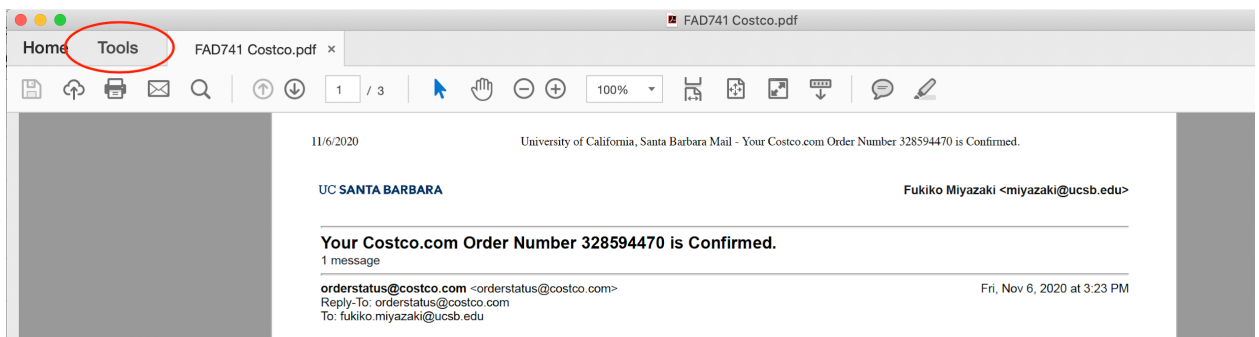 FAD741 Costco.pdf
Home Tools FAD741 Costco.pdf ×
1 / 3 100%
11/6/2020 University of California, Santa Barbara Mail - Your Costco.com Order Number 328594470 is Confirmed.
UC SANTA BARBARA Fukiko Miyazaki <miyazaki@ucsb.edu>
Your Costco.com Order Number 328594470 is Confirmed.
1 message
orderstatus@costco.com <orderstatus@costco.com> Fri, Nov 6, 2020 at 3:23 PM
Reply-To: orderstatus@costco.com
To: fukiko.miyazaki@ucsb.edu